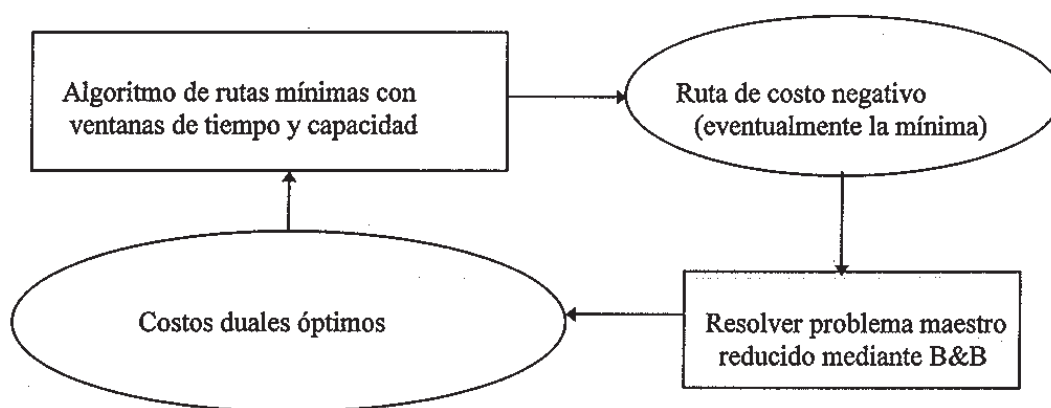 Algoritmo de rutas mínimas con
ventanas de tiempo y capacidad
Ruta de costo negativo
(eventualmente la mínima)
Costos duales óptimos
Resolver problema maestro
reducido mediante B&B